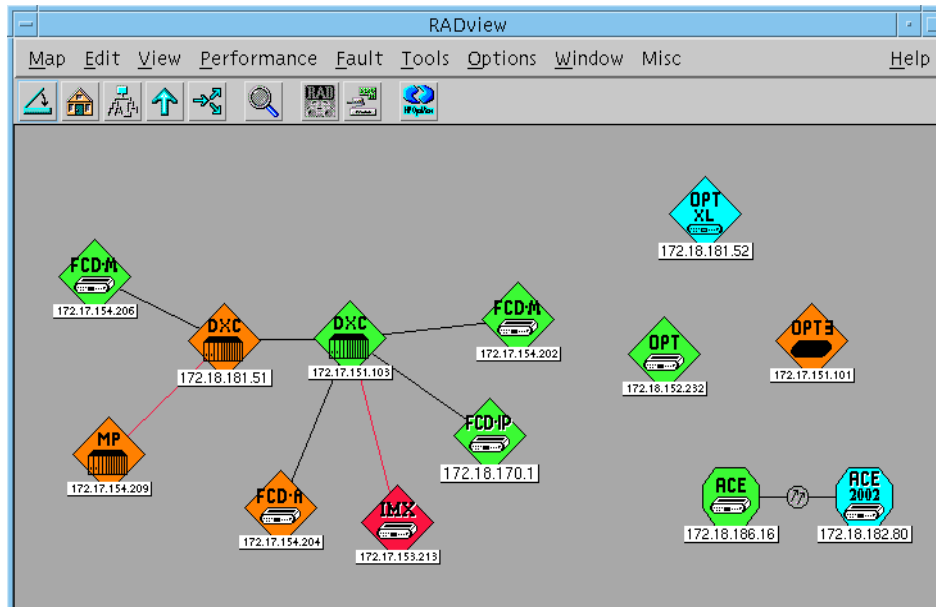 RADview
Map Edit View Performance Fault Tools Options Window Misc Help
RAD
HP OpenView
OPT
XL
172.18.181.52
FCD-M
172.17.154.206
DXC
172.18.181.51
DXC
172.17.151.103
FCD-M
172.17.154.202
OPT
172.18.152.232
OPT3
172.17.151.101
MP
172.17.154.209
FCD-IP
172.18.170.1
FCD-A
172.17.154.204
IMX
172.17.153.213
ACE
172.18.186.16
ACE
2002
172.18.182.80